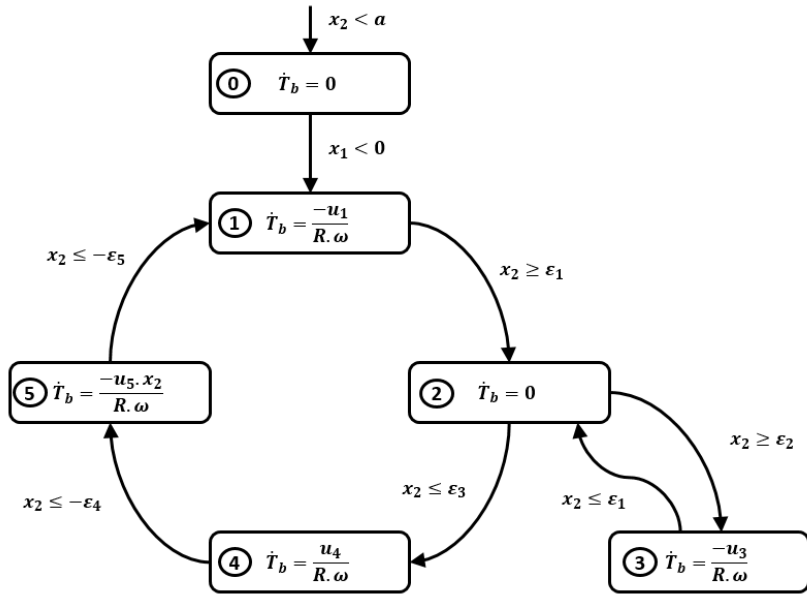 x₂ < a
0 Ṫ_b = 0
x₁ < 0
1 Ṫ_b = −u₁ / R.ω
x₂ ≤ −ε₅
x₂ ≥ ε₁
5 Ṫ_b = −u₅.x₂ / R.ω
2 Ṫ_b = 0
x₂ ≥ ε₂
x₂ ≤ −ε₄
x₂ ≤ ε₃
x₂ ≤ ε₁
4 Ṫ_b = u₄ / R.ω
3 Ṫ_b = −u₃ / R.ω